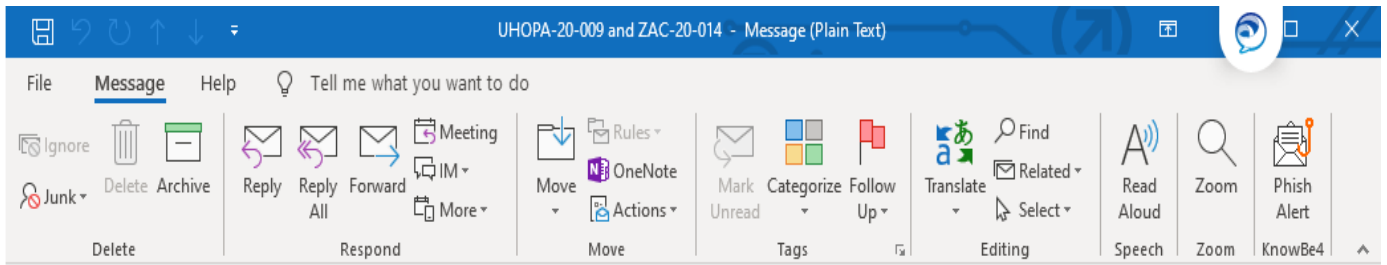 UHOPA-20-009 and ZAC-20-014 - Message (Plain Text)
File Message Help Tell me what you want to do
Ignore
Junk
Delete
Archive
Reply
Reply All
Forward
Meeting
IM
More
Move
Rules
OneNote
Actions
Mark Unread
Categorize
Follow Up
Translate
Find
Related
Select
Read Aloud
Zoom
Phish Alert
Delete Respond Move Tags Editing Speech Zoom KnowBe4